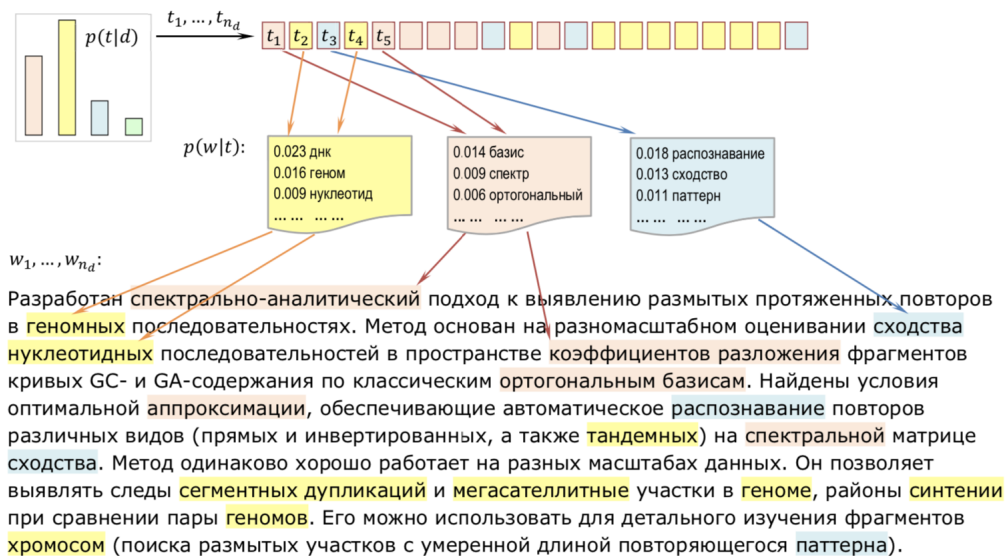 p(t|d)
t₁,…,tₙ_d
t₁ t₂ t₃ t₄ t₅
p(w|t):
0.023 днк
0.016 геном
0.009 нуклеотид
… … … …
0.014 базис
0.009 спектр
0.006 ортогональный
… … … …
0.018 распознавание
0.013 сходство
0.011 паттерн
… … … …
w₁,…,wₙ_d:
Разработан спектрально-аналитический подход к выявлению размытых протяженных повторов
в геномных последовательностях. Метод основан на разномасштабном оценивании сходства
нуклеотидных последовательностей в пространстве коэффициентов разложения фрагментов
кривых GC- и GA-содержания по классическим ортогональным базисам. Найдены условия
оптимальной аппроксимации, обеспечивающие автоматическое распознавание повторов
различных видов (прямых и инвертированных, а также тандемных) на спектральной матрице
сходства. Метод одинаково хорошо работает на разных масштабах данных. Он позволяет
выявлять следы сегментных дупликаций и мегасателлитные участки в геноме, районы синтении
при сравнении пары геномов. Его можно использовать для детального изучения фрагментов
хромосом (поиска размытых участков с умеренной длиной повторяющегося паттерна).